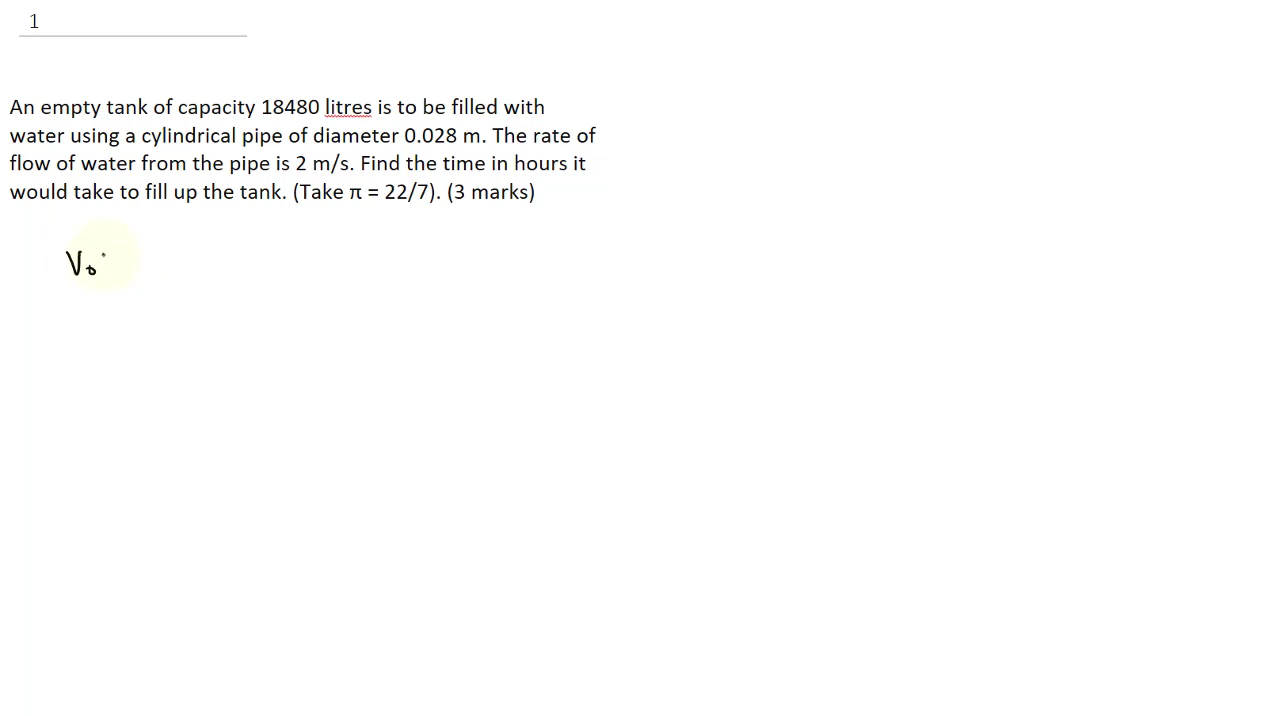 1
An empty tank of capacity 18480 litres is to be filled with
water using a cylindrical pipe of diameter 0.028 m. The rate of
flow of water from the pipe is 2 m/s. Find the time in hours it
would take to fill up the tank. (Take π = 22/7). (3 marks)
Vo